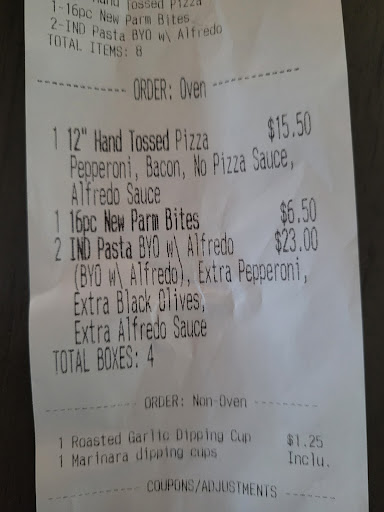 Hand Tossed Pizza
1-16pc New Parm Bites
2-IND Pasta BYO w\ Alfredo
TOTAL ITEMS: 8
ORDER: Oven
1 12" Hand Tossed Pizza $15.50
Pepperoni, Bacon, No Pizza Sauce,
Alfredo Sauce
1 16pc New Parm Bites $6.50
2 IND Pasta BYO w\ Alfredo $23.00
(BYO w\ Alfredo), Extra Pepperoni,
Extra Black Olives,
Extra Alfredo Sauce
TOTAL BOXES: 4
ORDER: Non-Oven
1 Roasted Garlic Dipping Cup $1.25
1 Marinara dipping cups Inclu.
COUPONS/ADJUSTMENTS